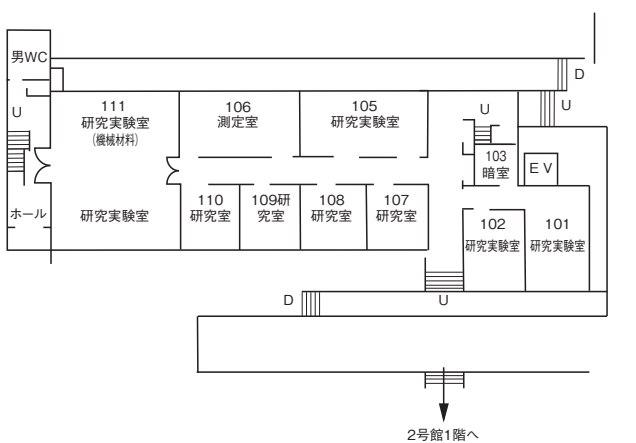 男WC
D
U
U
U
111
研究実験室
(機械材料)
106
測定室
105
研究実験室
103
暗室
EV
ホール
研究実験室
110
研究室
109研
究室
108
研究室
107
研究室
102
研究実験室
101
研究実験室
D
U
2号館1階へ